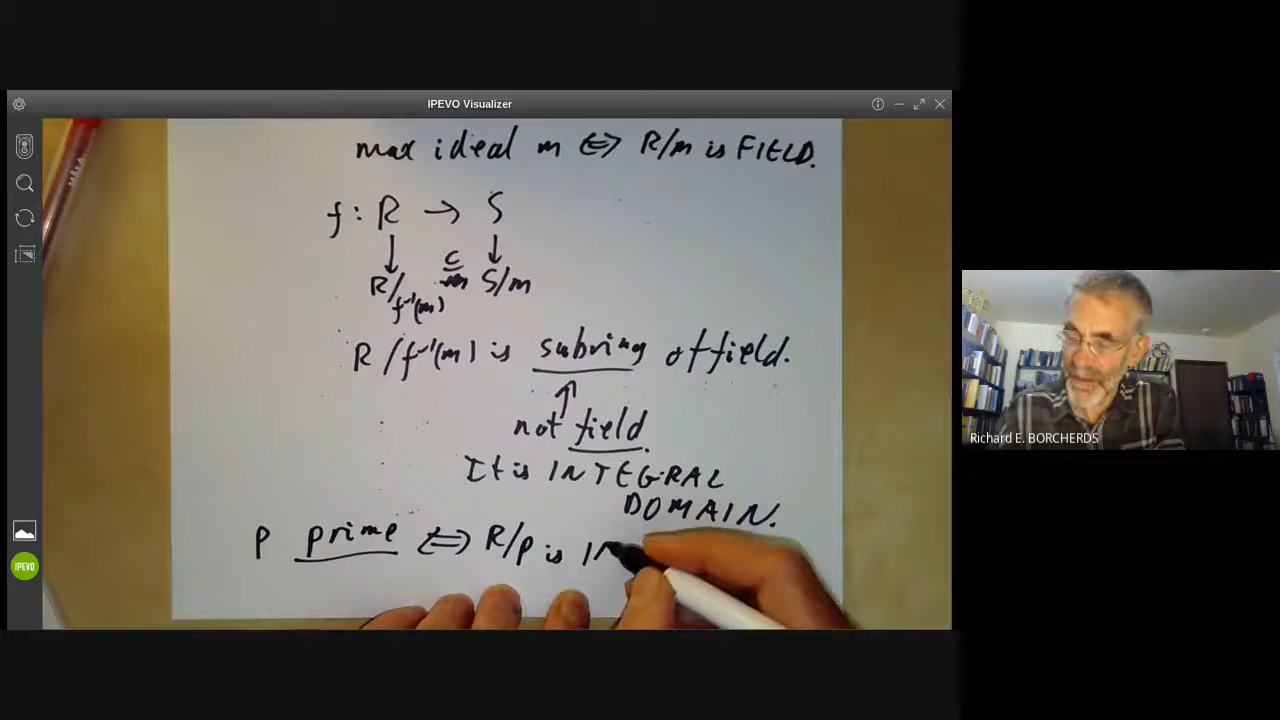 IPEVO Visualizer
max ideal m ⇔ R/m is FIELD.
f: R → S
↓ ↓
R/f⁻¹(m) ⊆ S/m
R/f⁻¹(m) is subring of field.
↑
not field.
It is INTEGRAL
DOMAIN.
P prime ⇔ R/P is IN
Richard E. BORCHERDS
IPEVO